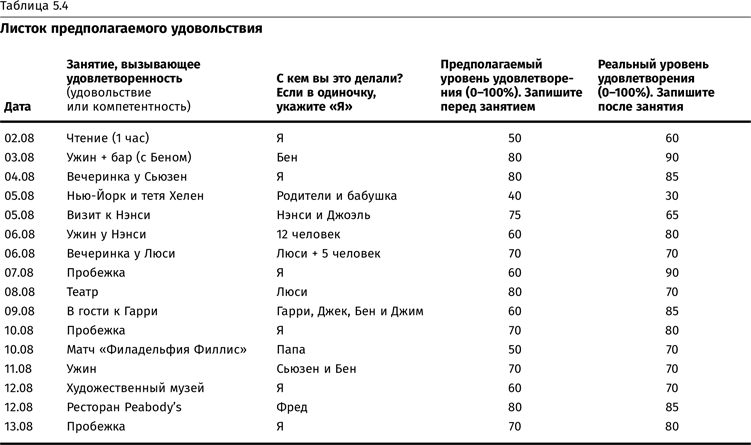 Таблица 5.4
Листок предполагаемого удовольствия
Дата Занятие, вызывающее удовлетворенность (удовольствие или компетентность) С кем вы это делали? Если в одиночку, укажите «Я» Предполагаемый уровень удовлетворе-ния (0–100%). Запишите перед занятием Реальный уровень удовлетворения (0–100%). Запишите после занятия
02.08 Чтение (1 час) Я 50 60
03.08 Ужин + бар (с Беном) Бен 80 90
04.08 Вечеринка у Сьюзен Я 80 85
05.08 Нью-Йорк и тетя Хелен Родители и бабушка 40 30
05.08 Визит к Нэнси Нэнси и Джоэль 75 65
06.08 Ужин у Нэнси 12 человек 60 80
06.08 Вечеринка у Люси Люси + 5 человек 70 70
07.08 Пробежка Я 60 90
08.08 Театр Люси 80 70
09.08 В гости к Гарри Гарри, Джек, Бен и Джим 60 85
10.08 Пробежка Я 70 80
10.08 Матч «Филадельфия Филлис» Папа 50 70
11.08 Ужин Сьюзен и Бен 70 70
12.08 Художественный музей Я 60 70
12.08 Ресторан Peabody’s Фред 80 85
13.08 Пробежка Я 70 80